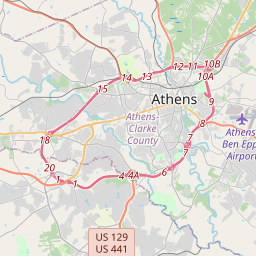 12 11 10B
14 13
10A
15
Athens
9
Athens-
Clarke
County
8
Athens
Ben Epp
Airport
7
18
7
20
6
1 1
4 4A
US 129
US 441